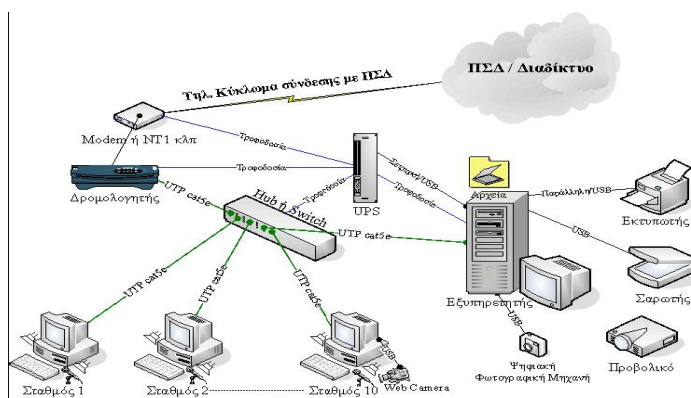 ΠΣΔ / Διαδίκτυο
Τηλ. Κύκλωμα σύνδεσης με ΠΣΔ
Modem ή NT1 κλπ
Τροφοδοσία
Τροφοδοσία
Τροφοδοσία
Τροφοδοσία
Σειριακή/USB
UPS
Δρομολογητής
UTP cat5e
Hub ή Switch
UTP cat5e
UTP cat5e
UTP cat5e
UTP cat5e
Αρχεία
Παράλληλη/USB
Εκτυπωτής
USB
Σαρωτής
Εξυπηρετητής
USB
Ψηφιακή
Φωτογραφική Μηχανή
Προβολικό
USB
Web Camera
Σταθμός 1
Σταθμός 2
Σταθμός 10